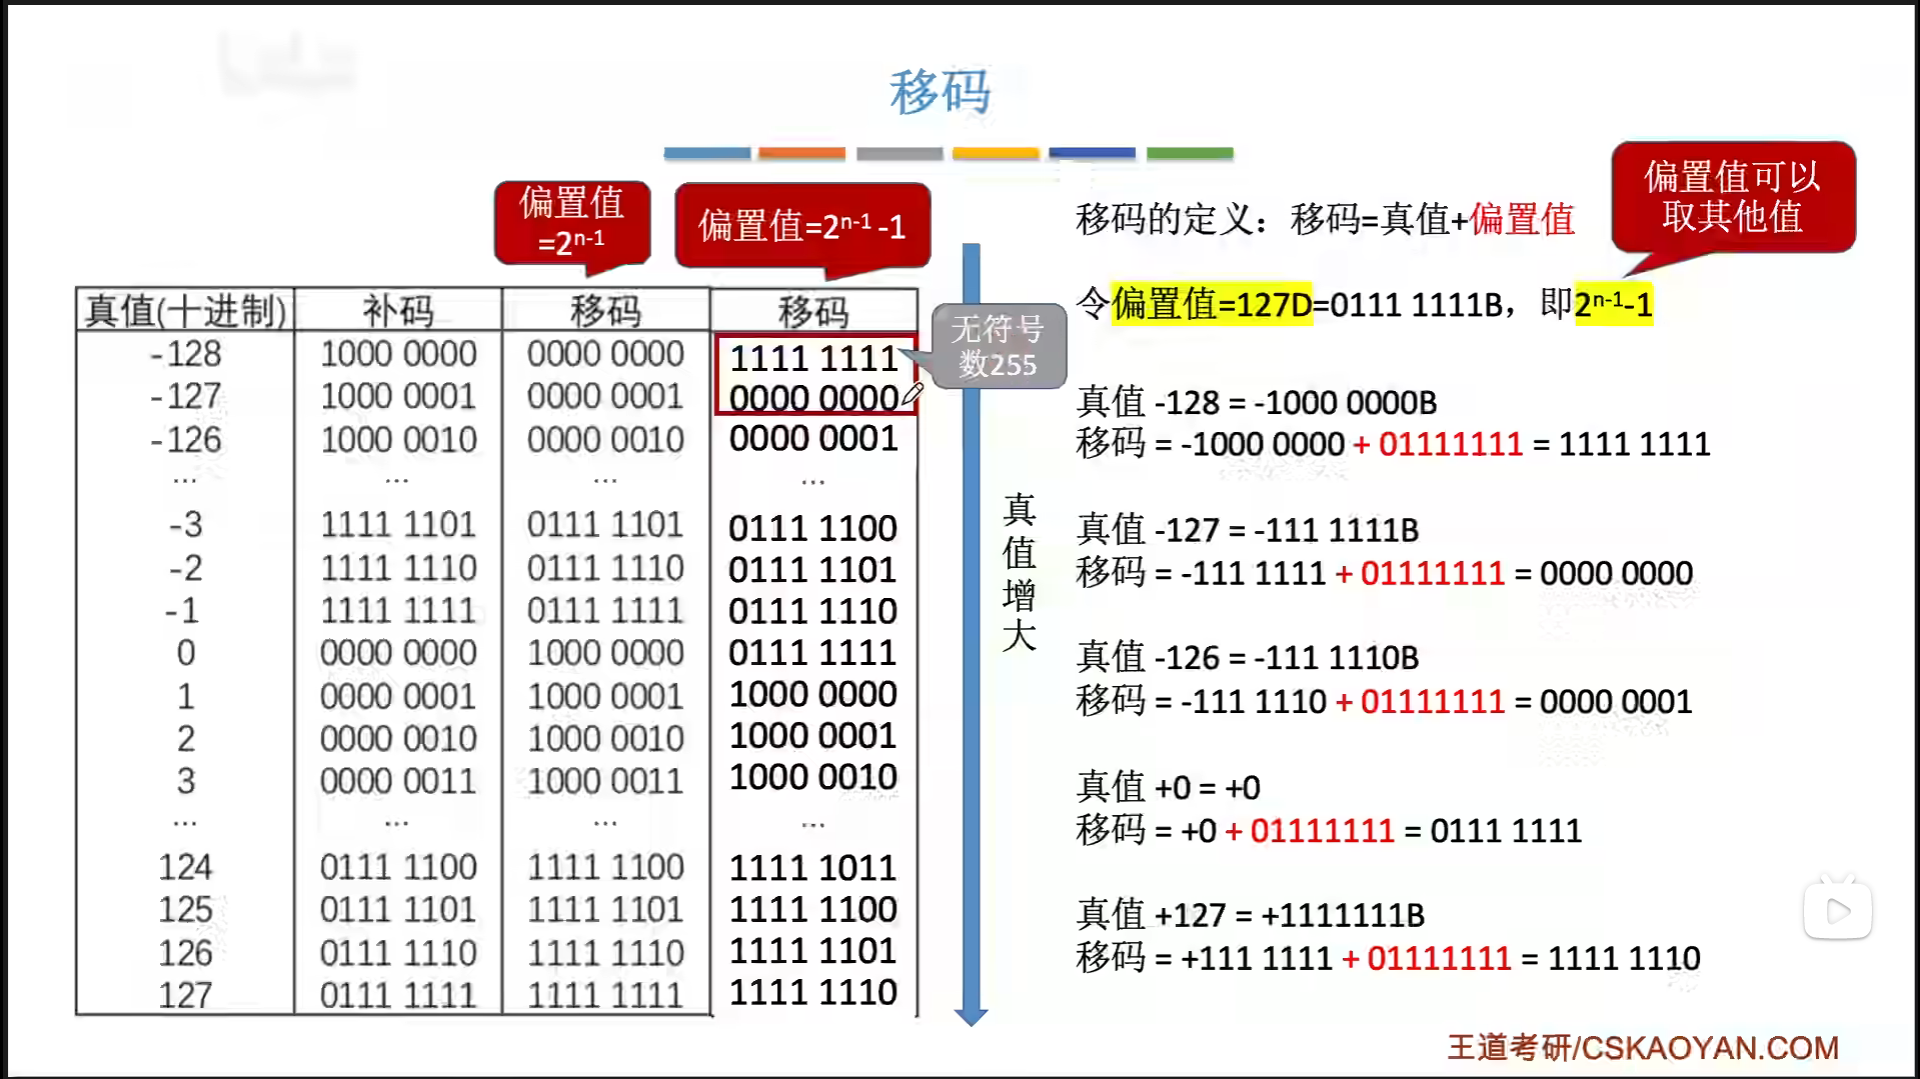 移码
偏置值
=2ⁿ⁻¹
偏置值=2ⁿ⁻¹ -1
偏置值可以
取其他值
移码的定义：移码=真值+偏置值
令偏置值=127D=0111 1111B，即2ⁿ⁻¹-1
真值(十进制) 补码 移码 移码
-128 1000 0000 0000 0000 1111 1111
-127 1000 0001 0000 0001 0000 0000
-126 1000 0010 0000 0010 0000 0001
... ... ... ...
-3 1111 1101 0111 1101 0111 1100
-2 1111 1110 0111 1110 0111 1101
-1 1111 1111 0111 1111 0111 1110
0 0000 0000 1000 0000 0111 1111
1 0000 0001 1000 0001 1000 0000
2 0000 0010 1000 0010 1000 0001
3 0000 0011 1000 0011 1000 0010
... ... ... ...
124 0111 1100 1111 1100 1111 1011
125 0111 1101 1111 1101 1111 1100
126 0111 1110 1111 1110 1111 1101
127 0111 1111 1111 1111 1111 1110
无符号
数255
真值增大
真值 -128 = -1000 0000B
移码 = -1000 0000 + 01111111 = 1111 1111
真值 -127 = -111 1111B
移码 = -111 1111 + 01111111 = 0000 0000
真值 -126 = -111 1110B
移码 = -111 1110 + 01111111 = 0000 0001
真值 +0 = +0
移码 = +0 + 01111111 = 0111 1111
真值 +127 = +1111111B
移码 = +111 1111 + 01111111 = 1111 1110
王道考研/CSKAOYAN.COM